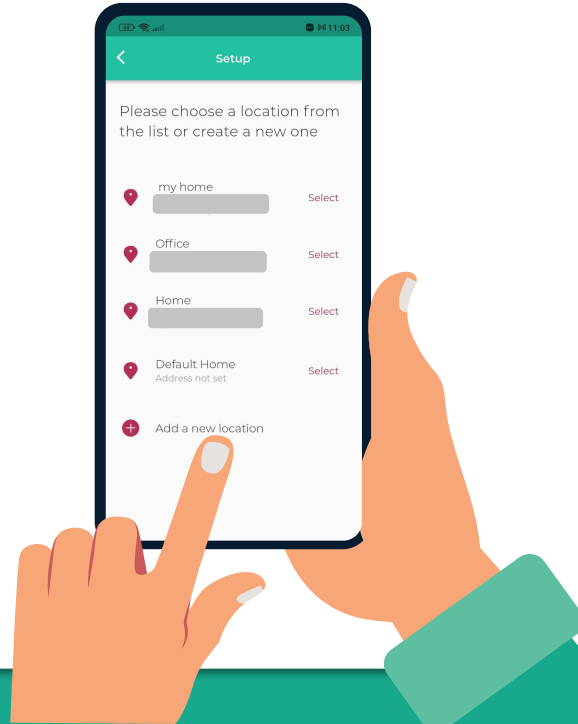 11:03
Setup
Please choose a location from
the list or create a new one
my home
Select
Office
Select
Home
Select
Default Home
Address not set
Select
Add a new location